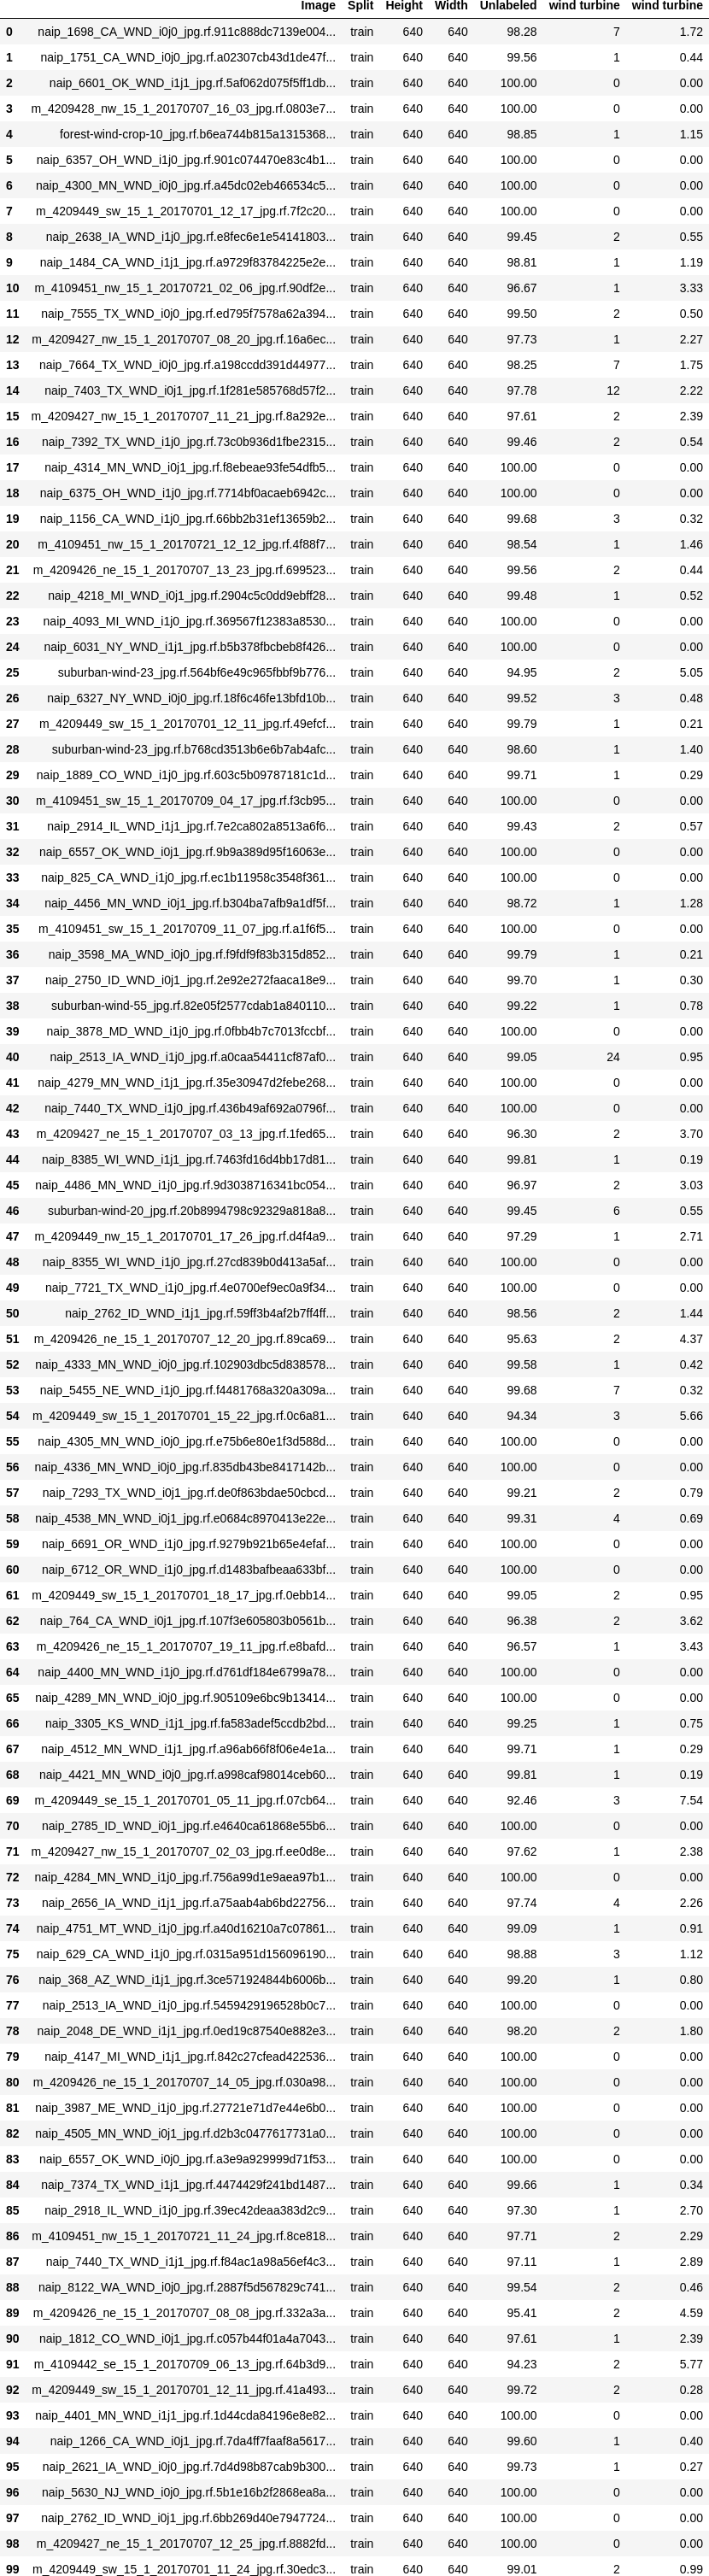 Image Split Height Width Unlabeled wind turbine wind turbine
0 naip_1698_CA_WND_i0j0_jpg.rf.911c888dc7139e004... train 640 640 98.28 7 1.72
1 naip_1751_CA_WND_i1j0_jpg.rf.a02307cb43d1de47f... train 640 640 99.56 1 0.44
2 naip_6601_OK_WND_i1j1_jpg.rf.5af062d075f5ff1db... train 640 640 100.00 0 0.00
3 m_4209428_nw_15_1_20170707_16_03_jpg.rf.0803e7... train 640 640 100.00 0 0.00
4 forest-wind-crop-10_jpg.rf.b6ea744b815a1315368... train 640 640 98.85 1 1.15
5 naip_6357_OH_WND_i1j0_jpg.rf.901c074470e83c4b1... train 640 640 100.00 0 0.00
6 naip_4300_MN_WND_i0j0_jpg.rf.a45dc02eb466534c5... train 640 640 100.00 0 0.00
7 m_4209449_sw_15_1_20170701_12_17_jpg.rf.7f2c20... train 640 640 100.00 0 0.00
8 naip_2638_IA_WND_i1j0_jpg.rf.e8fec6e1e54141803... train 640 640 99.45 2 0.55
9 naip_1484_CA_WND_i1j1_jpg.rf.a9729f83784225e2e... train 640 640 98.81 1 1.19
10 m_4109451_nw_15_1_20170721_02_06_jpg.rf.90df2e... train 640 640 96.67 1 3.33
11 naip_7555_TX_WND_i0j0_jpg.rf.ed795f7578a62a394... train 640 640 99.50 2 0.50
12 m_4209427_nw_15_1_20170707_08_20_jpg.rf.16a6ec... train 640 640 97.73 1 2.27
13 naip_7664_TX_WND_i0j0_jpg.rf.a198ccdd391d44977... train 640 640 98.25 7 1.75
14 naip_7403_TX_WND_i0j1_jpg.rf.1f281e585768d57f2... train 640 640 97.78 12 2.22
15 m_4209427_nw_15_1_20170707_11_21_jpg.rf.8a292e... train 640 640 97.61 2 2.39
16 naip_7392_TX_WND_i1j0_jpg.rf.73c0b936d1fbe2315... train 640 640 99.46 2 0.54
17 naip_4314_MN_WND_i0j1_jpg.rf.f8ebeae93fe54dfb5... train 640 640 100.00 0 0.00
18 naip_6375_OH_WND_i1j0_jpg.rf.7714bf0acaeb6942c... train 640 640 100.00 0 0.00
19 naip_1156_CA_WND_i1j0_jpg.rf.66bb2b31ef13659b2... train 640 640 99.68 3 0.32
20 m_4109451_nw_15_1_20170721_12_12_jpg.rf.4f88f7... train 640 640 98.54 1 1.46
21 m_4209426_ne_15_1_20170707_13_23_jpg.rf.699523... train 640 640 99.56 2 0.44
22 naip_4218_MI_WND_i0j1_jpg.rf.2904c5c0dd9ebff28... train 640 640 99.48 1 0.52
23 naip_4093_MI_WND_i1j0_jpg.rf.369567f12383a8530... train 640 640 100.00 0 0.00
24 naip_6031_NY_WND_i1j1_jpg.rf.b5b378fbcbeb8f426... train 640 640 100.00 0 0.00
25 suburban-wind-23_jpg.rf.564bf6e49c965fbbf9b776... train 640 640 94.95 2 5.05
26 naip_6327_NY_WND_i0j0_jpg.rf.18f6c46fe13bfd10b... train 640 640 99.52 3 0.48
27 m_4209449_sw_15_1_20170701_12_11_jpg.rf.49efcf... train 640 640 99.79 1 0.21
28 suburban-wind-23_jpg.rf.b768cd3513b6e6b7ab4afc... train 640 640 98.60 1 1.40
29 naip_1889_CO_WND_i1j0_jpg.rf.603c5b09787181c1d... train 640 640 99.71 1 0.29
30 m_4109451_sw_15_1_20170709_04_17_jpg.rf.f3cb95... train 640 640 100.00 0 0.00
31 naip_2914_IL_WND_i1j1_jpg.rf.7e2ca802a8513a6f6... train 640 640 99.43 2 0.57
32 naip_6557_OK_WND_i0j1_jpg.rf.9b9a389d95f16063e... train 640 640 100.00 0 0.00
33 naip_825_CA_WND_i1j0_jpg.rf.ec1b11958c3548f361... train 640 640 100.00 0 0.00
34 naip_4456_MN_WND_i0j1_jpg.rf.b304ba7afb9a1df5f... train 640 640 98.72 1 1.28
35 m_4109451_sw_15_1_20170709_11_07_jpg.rf.a1f6f5... train 640 640 100.00 0 0.00
36 naip_3598_MA_WND_i0j0_jpg.rf.f9fdf9f83b315d852... train 640 640 99.79 1 0.21
37 naip_2750_ID_WND_i0j1_jpg.rf.2e92e272faaca18e9... train 640 640 99.70 1 0.30
38 suburban-wind-55_jpg.rf.82e05f2577cdab1a840110... train 640 640 99.22 1 0.78
39 naip_3878_MD_WND_i1j0_jpg.rf.0fbb4b7c7013fccbf... train 640 640 100.00 0 0.00
40 naip_2513_IA_WND_i1j0_jpg.rf.a0caa54411cf87af0... train 640 640 99.05 24 0.95
41 naip_4279_MN_WND_i1j1_jpg.rf.35e30947d2febe268... train 640 640 100.00 0 0.00
42 naip_7440_TX_WND_i1j0_jpg.rf.436b49af692a0796f... train 640 640 100.00 0 0.00
43 m_4209427_ne_15_1_20170707_03_13_jpg.rf.1fed65... train 640 640 96.30 2 3.70
44 naip_8385_WI_WND_i1j1_jpg.rf.7463fd16d4bb17d81... train 640 640 99.81 1 0.19
45 naip_4486_MN_WND_i1j0_jpg.rf.9d3038716341bc054... train 640 640 96.97 2 3.03
46 suburban-wind-20_jpg.rf.20b8994798c92329a818a8... train 640 640 99.45 6 0.55
47 m_4209449_nw_15_1_20170701_17_26_jpg.rf.d4f4a9... train 640 640 97.29 1 2.71
48 naip_8355_WI_WND_i1j0_jpg.rf.27cd839b0d413a5af... train 640 640 100.00 0 0.00
49 naip_7721_TX_WND_i1j0_jpg.rf.4e0700ef9ec0a9f34... train 640 640 100.00 0 0.00
50 naip_2762_ID_WND_i1j1_jpg.rf.59ff3b4af2b7ff4ff... train 640 640 98.56 2 1.44
51 m_4209426_ne_15_1_20170707_12_20_jpg.rf.89ca69... train 640 640 95.63 2 4.37
52 naip_4333_MN_WND_i0j0_jpg.rf.102903dbc5d838578... train 640 640 99.58 1 0.42
53 naip_5455_NE_WND_i1j0_jpg.rf.f4481768a320a309a... train 640 640 99.68 7 0.32
54 m_4209449_sw_15_1_20170701_15_22_jpg.rf.0c6a81... train 640 640 94.34 3 5.66
55 naip_4305_MN_WND_i0j0_jpg.rf.e75b6e80e1f3d588d... train 640 640 100.00 0 0.00
56 naip_4336_MN_WND_i0j0_jpg.rf.835db43be8417142b... train 640 640 100.00 0 0.00
57 naip_7293_TX_WND_i0j1_jpg.rf.de0f863bdae50cbcd... train 640 640 99.21 2 0.79
58 naip_4538_MN_WND_i0j1_jpg.rf.e0684c8970413e22e... train 640 640 99.31 4 0.69
59 naip_6691_OR_WND_i1j0_jpg.rf.9279b921b65e4efaf... train 640 640 100.00 0 0.00
60 naip_6712_OR_WND_i1j0_jpg.rf.d1483bafbeaa633bf... train 640 640 100.00 0 0.00
61 m_4209449_sw_15_1_20170701_18_17_jpg.rf.0ebb14... train 640 640 99.05 2 0.95
62 naip_764_CA_WND_i0j1_jpg.rf.107f3e605803b0561b... train 640 640 96.38 2 3.62
63 m_4209426_ne_15_1_20170707_19_11_jpg.rf.e8bafd... train 640 640 96.57 1 3.43
64 naip_4400_MN_WND_i1j0_jpg.rf.d761df184e6799a78... train 640 640 100.00 0 0.00
65 naip_4289_MN_WND_i0j0_jpg.rf.905109e6bc9b13414... train 640 640 100.00 0 0.00
66 naip_3305_KS_WND_i1j1_jpg.rf.fa583adef5ccdb2bd... train 640 640 99.25 1 0.75
67 naip_4512_MN_WND_i1j1_jpg.rf.a96ab66f8f06e4e1a... train 640 640 99.71 1 0.29
68 naip_4421_MN_WND_i0j0_jpg.rf.a998caf98014ceb60... train 640 640 99.81 1 0.19
69 m_4209449_se_15_1_20170701_05_11_jpg.rf.07cb64... train 640 640 92.46 3 7.54
70 naip_2785_ID_WND_i0j1_jpg.rf.e4640ca61868e55b6... train 640 640 100.00 0 0.00
71 m_4209427_nw_15_1_20170707_02_03_jpg.rf.ee0d8e... train 640 640 97.62 1 2.38
72 naip_4284_MN_WND_i1j0_jpg.rf.756a99d1e9aea97b1... train 640 640 100.00 0 0.00
73 naip_2656_IA_WND_i1j1_jpg.rf.a75aab4ab6bd22756... train 640 640 97.74 4 2.26
74 naip_4751_MT_WND_i1j0_jpg.rf.a40d16210a7c07861... train 640 640 99.09 1 0.91
75 naip_629_CA_WND_i1j0_jpg.rf.0315a951d156096190... train 640 640 98.88 3 1.12
76 naip_368_AZ_WND_i1j1_jpg.rf.3ce571924844b6006b... train 640 640 99.20 1 0.80
77 naip_2513_IA_WND_i1j0_jpg.rf.5459429196528b0c7... train 640 640 100.00 0 0.00
78 naip_2048_DE_WND_i1j1_jpg.rf.0ed19c87540e882e3... train 640 640 98.20 2 1.80
79 naip_4147_MI_WND_i1j1_jpg.rf.842c27cfead422536... train 640 640 100.00 0 0.00
80 m_4209426_ne_15_1_20170707_14_05_jpg.rf.030a98... train 640 640 100.00 0 0.00
81 naip_3987_ME_WND_i1j0_jpg.rf.27721e71d7e44e6b0... train 640 640 100.00 0 0.00
82 naip_4505_MN_WND_i0j1_jpg.rf.d2b3c0477617731a0... train 640 640 100.00 0 0.00
83 naip_6557_OK_WND_i0j0_jpg.rf.a3e9a929999d71f53... train 640 640 100.00 0 0.00
84 naip_7374_TX_WND_i1j1_jpg.rf.4474429f241bd1487... train 640 640 99.66 1 0.34
85 naip_2918_IL_WND_i1j0_jpg.rf.39ec42deaa383d2c9... train 640 640 97.30 1 2.70
86 m_4109451_nw_15_1_20170721_11_24_jpg.rf.8ce818... train 640 640 97.71 2 2.29
87 naip_7440_TX_WND_i1j1_jpg.rf.f84ac1a98a56ef4c3... train 640 640 97.11 1 2.89
88 naip_8122_WA_WND_i0j0_jpg.rf.2887f5d567829c741... train 640 640 99.54 2 0.46
89 m_4209426_ne_15_1_20170707_08_08_jpg.rf.332a3a... train 640 640 95.41 2 4.59
90 naip_1812_CO_WND_i0j1_jpg.rf.c057b44f01a4a7043... train 640 640 97.61 1 2.39
91 m_4109442_se_15_1_20170709_06_13_jpg.rf.64b3d9... train 640 640 94.23 2 5.77
92 m_4209449_sw_15_1_20170701_12_11_jpg.rf.41a493... train 640 640 99.72 2 0.28
93 naip_4401_MN_WND_i1j1_jpg.rf.1d44cda84196e8e82... train 640 640 100.00 0 0.00
94 naip_1266_CA_WND_i0j1_jpg.rf.7da4ff7faaf8a5617... train 640 640 99.60 1 0.40
95 naip_2621_IA_WND_i0j0_jpg.rf.7d4d98b87cab9b300... train 640 640 99.73 1 0.27
96 naip_5630_NJ_WND_i0j0_jpg.rf.5b1e16b2f2868ea8a... train 640 640 100.00 0 0.00
97 naip_2762_ID_WND_i0j1_jpg.rf.6bb269d40e7947724... train 640 640 100.00 0 0.00
98 m_4209427_ne_15_1_20170707_12_25_jpg.rf.8882fd... train 640 640 100.00 0 0.00
99 m_4209449_sw_15_1_20170701_11_24_jpg.rf.30edc3... train 640 640 99.01 2 0.99